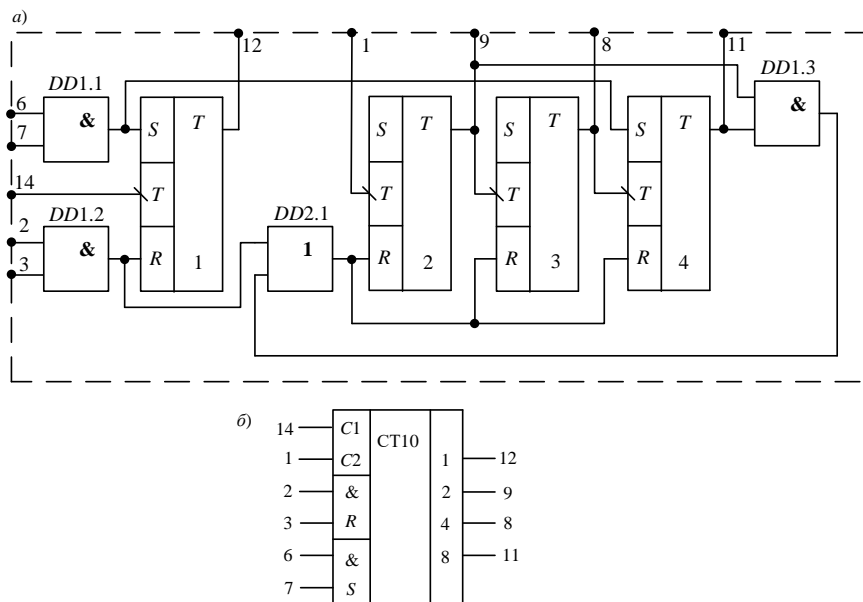 а)
12 1 9 8 11
DD1.1 DD1.3
6 & S T S T S T S T &
7
14 T T T T
DD1.2 DD2.1
2 & 1
3 R 1 R 2 R 3 R 4
б)
14 C1 CT10
1 C2 1 12
2 & 2 9
3 R 4 8
6 & 8 11
7 S